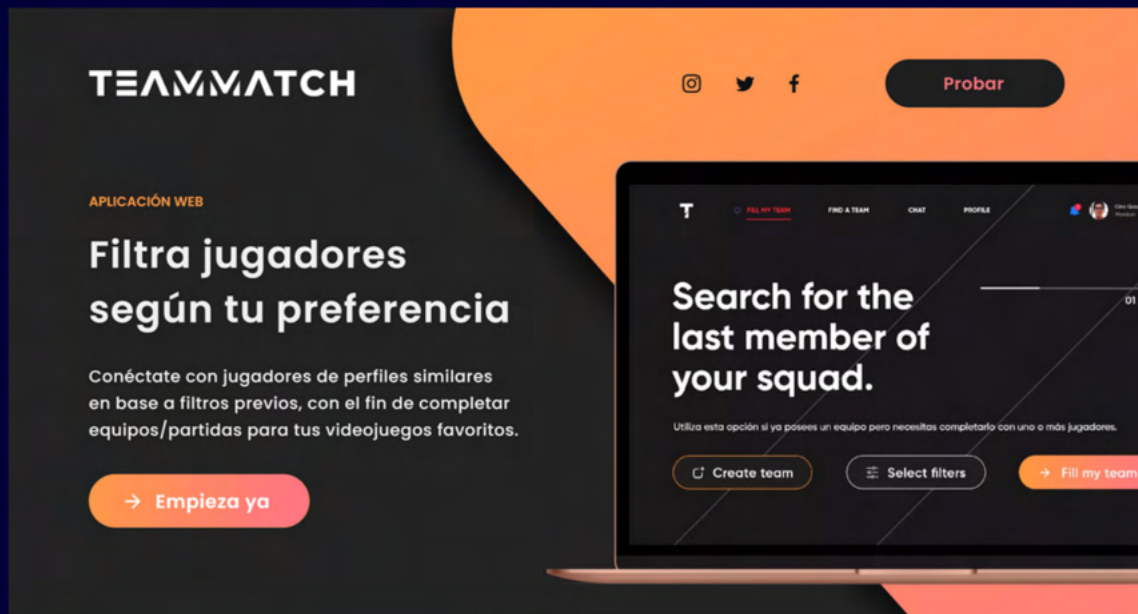 TEAMMATCH
Probar
APLICACIÓN WEB
Filtra jugadores
según tu preferencia
Conéctate con jugadores de perfiles similares
en base a filtros previos, con el fin de completar
equipos/partidas para tus videojuegos favoritos.
→ Empieza ya
T
FILL MY TEAM
FIND A TEAM
CHAT
PROFILE
01
Search for the
last member of
your squad.
Utiliza esta opción si ya posees un equipo pero necesitas completarlo con uno o más jugadores.
Create team
Select filters
→ Fill my team